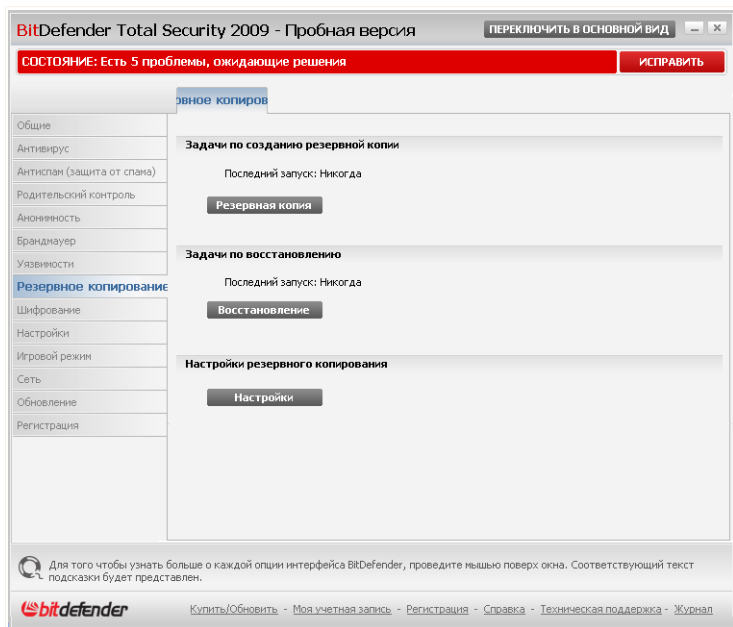 BitDefender Total Security 2009 - Пробная версия
ПЕРЕКЛЮЧИТЬ В ОСНОВНОЙ ВИД
СОСТОЯНИЕ: Есть 5 проблемы, ожидающие решения
ИСПРАВИТЬ
овное копиров
Общие
Антивирус
Антиспам (защита от спама)
Родительский контроль
Анонимность
Брандмауер
Уязвимости
Резервное копирование
Шифрование
Настройки
Игровой режим
Сеть
Обновление
Регистрация
Задачи по созданию резервной копии
Последний запуск: Никогда
Резервная копия
Задачи по восстановлению
Последний запуск: Никогда
Восстановление
Настройки резервного копирования
Настройки
Для того чтобы узнать больше о каждой опции интерфейса BitDefender, проведите мышью поверх окна. Соответствующий текст
подсказки будет представлен.
bitdefender
Купить/Обновить - Моя учетная запись - Регистрация - Справка - Техническая поддержка - Журнал